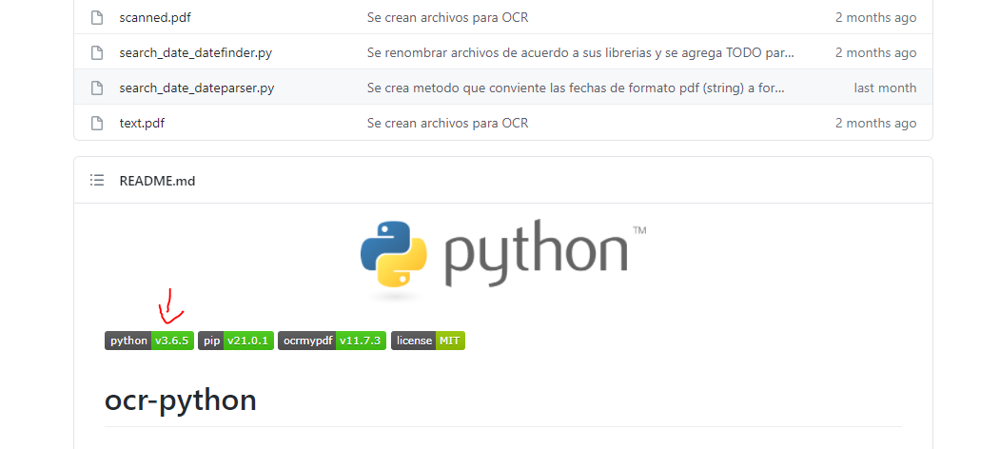 scanned.pdf Se crean archivos para OCR 2 months ago
search_date_datefinder.py Se renombrar archivos de acuerdo a sus librerias y se agrega TODO par... 2 months ago
search_date_dateparser.py Se crea metodo que conviente las fechas de formato pdf (string) a for... last month
text.pdf Se crean archivos para OCR 2 months ago
README.md
python™
python v3.6.5 pip v21.0.1 ocrmypdf v11.7.3 license MIT
ocr-python